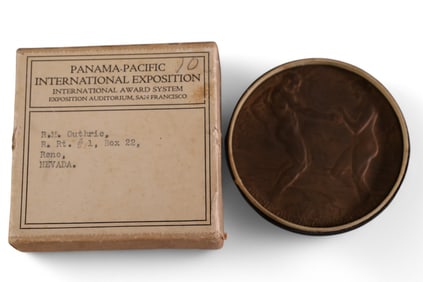 10
PANAMA-PACIFIC
INTERNATIONAL EXPOSITION
INTERNATIONAL AWARD SYSTEM
EXPOSITION AUDITORIUM, SAN FRANCISCO
R.M. Guthrie,
R. Rt. #1, Box 22,
Reno,
NEVADA.